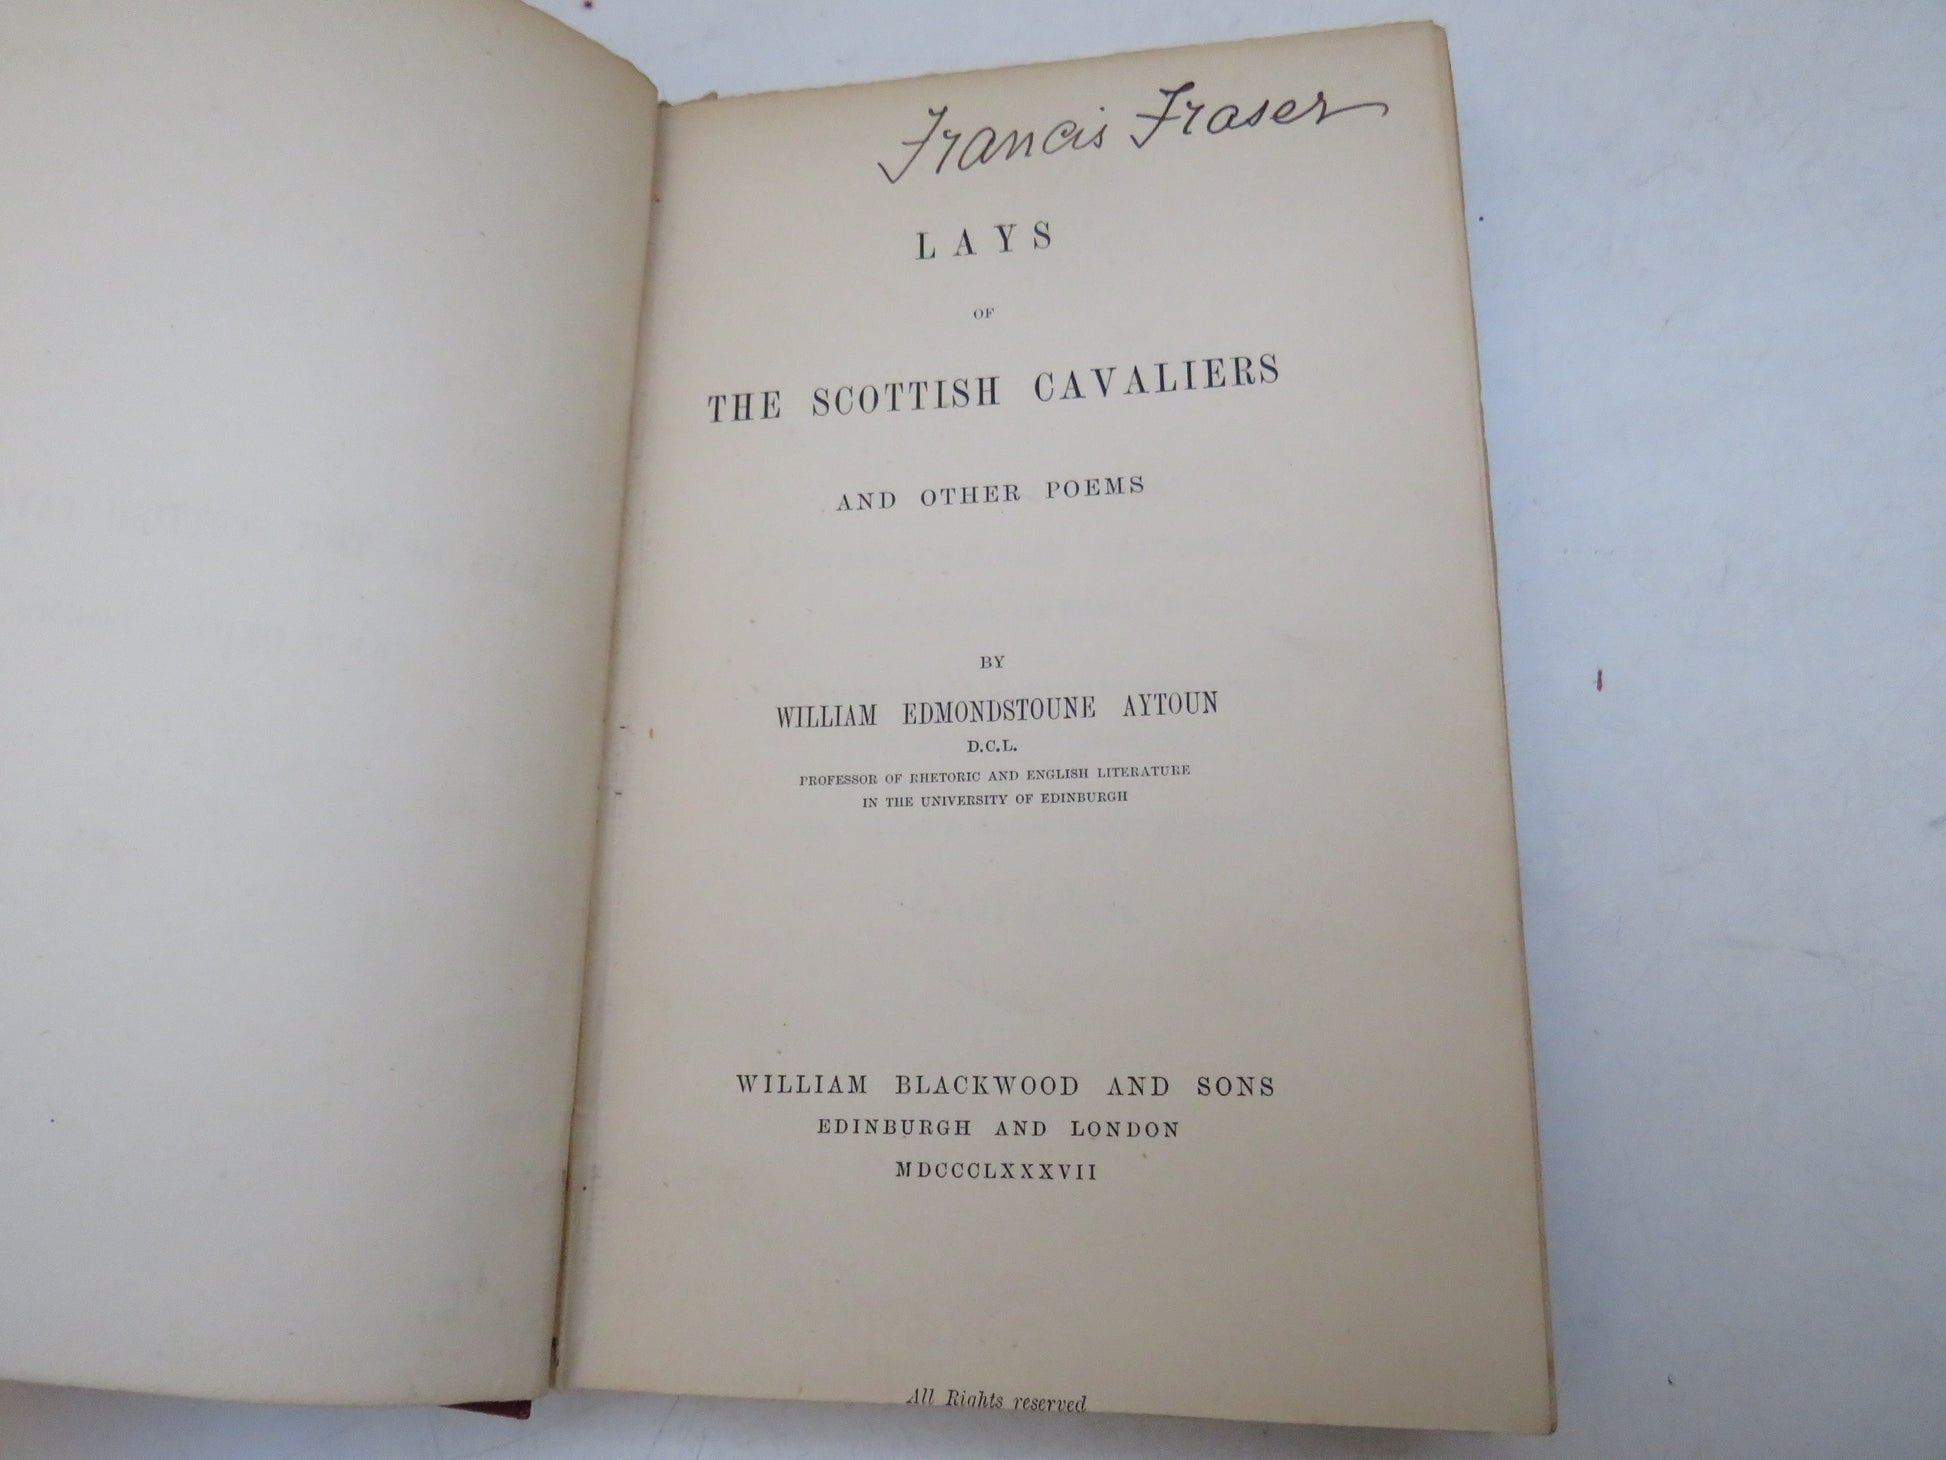 Francis Fraser
LAYS
OF
THE SCOTTISH CAVALIERS
AND OTHER POEMS
BY
WILLIAM EDMONDSTOUNE AYTOUN
D.C.L.
PROFESSOR OF RHETORIC AND ENGLISH LITERATURE
IN THE UNIVERSITY OF EDINBURGH
WILLIAM BLACKWOOD AND SONS
EDINBURGH AND LONDON
MDCCCLXXXVII
All Rights reserved